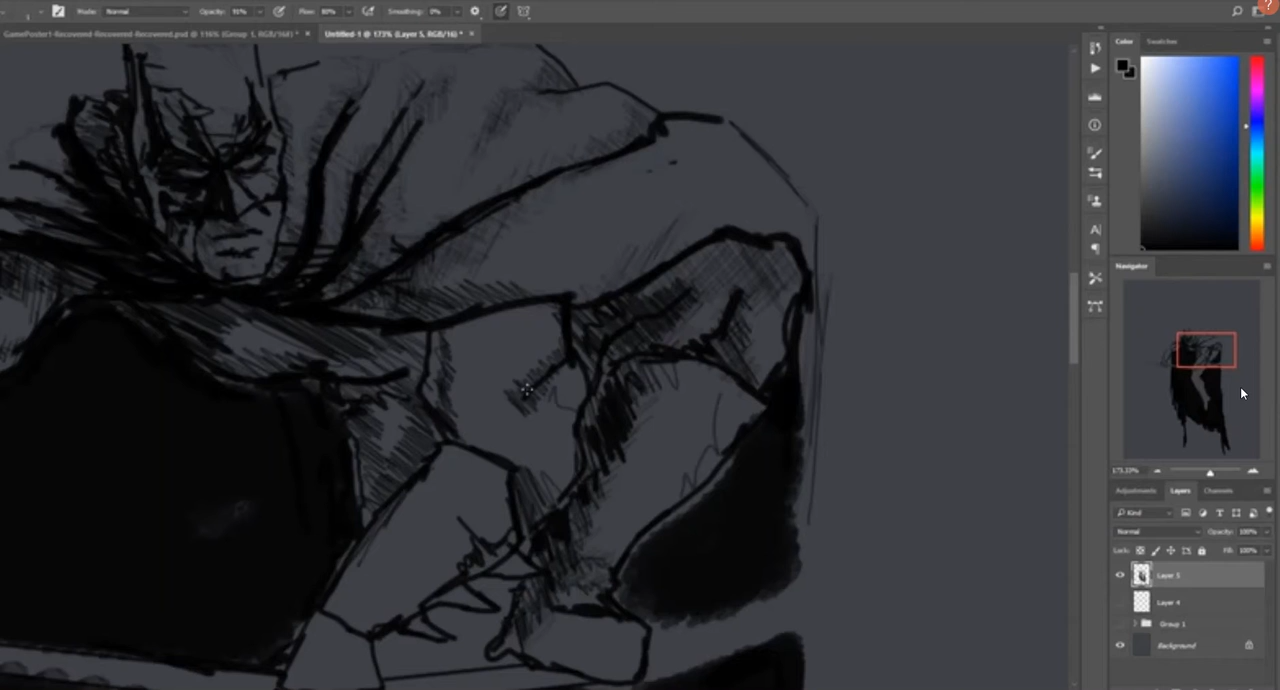 Mode: Normal Opacity: 91% Flow: 80% Smoothing: 0%
GamePoster1-Recovered-Recovered-Recovered.psd @ 116% (Group 1, RGB/16#) *
Untitled-1 @ 173% (Layer 5, RGB/16) *
Color Swatches
Navigator
173.33%
Adjustments Layers Channels
Kind
Normal Opacity: 100%
Lock: Fill: 100%
Layer 5
Layer 4
Group 1
Background